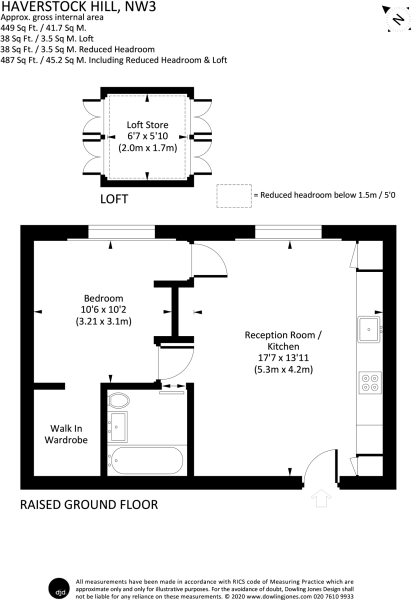 HAVERSTOCK HILL, NW3
Approx. gross internal area
449 Sq Ft. / 41.7 Sq M.
38 Sq Ft. / 3.5 Sq M. Loft
38 Sq Ft. / 3.5 Sq M. Reduced Headroom
487 Sq Ft. / 45.2 Sq M. Including Reduced Headroom & Loft
N
Loft Store
6'7 x 5'10
(2.0m x 1.7m)
LOFT
= Reduced headroom below 1.5m / 5'0
Bedroom
10'6 x 10'2
(3.21 x 3.1m)
Reception Room /
Kitchen
17'7 x 13'11
(5.3m x 4.2m)
Walk In
Wardrobe
RAISED GROUND FLOOR
djd
All measurements have been made in accordance with RICS code of Measuring Practice which are
approximate only and only for illustrative purposes. For the avoidance of doubt, Dowling Jones Design shall
not be liable for any reliance on these measurements. © 2020 www.dowlingjones.com 020 7610 9933